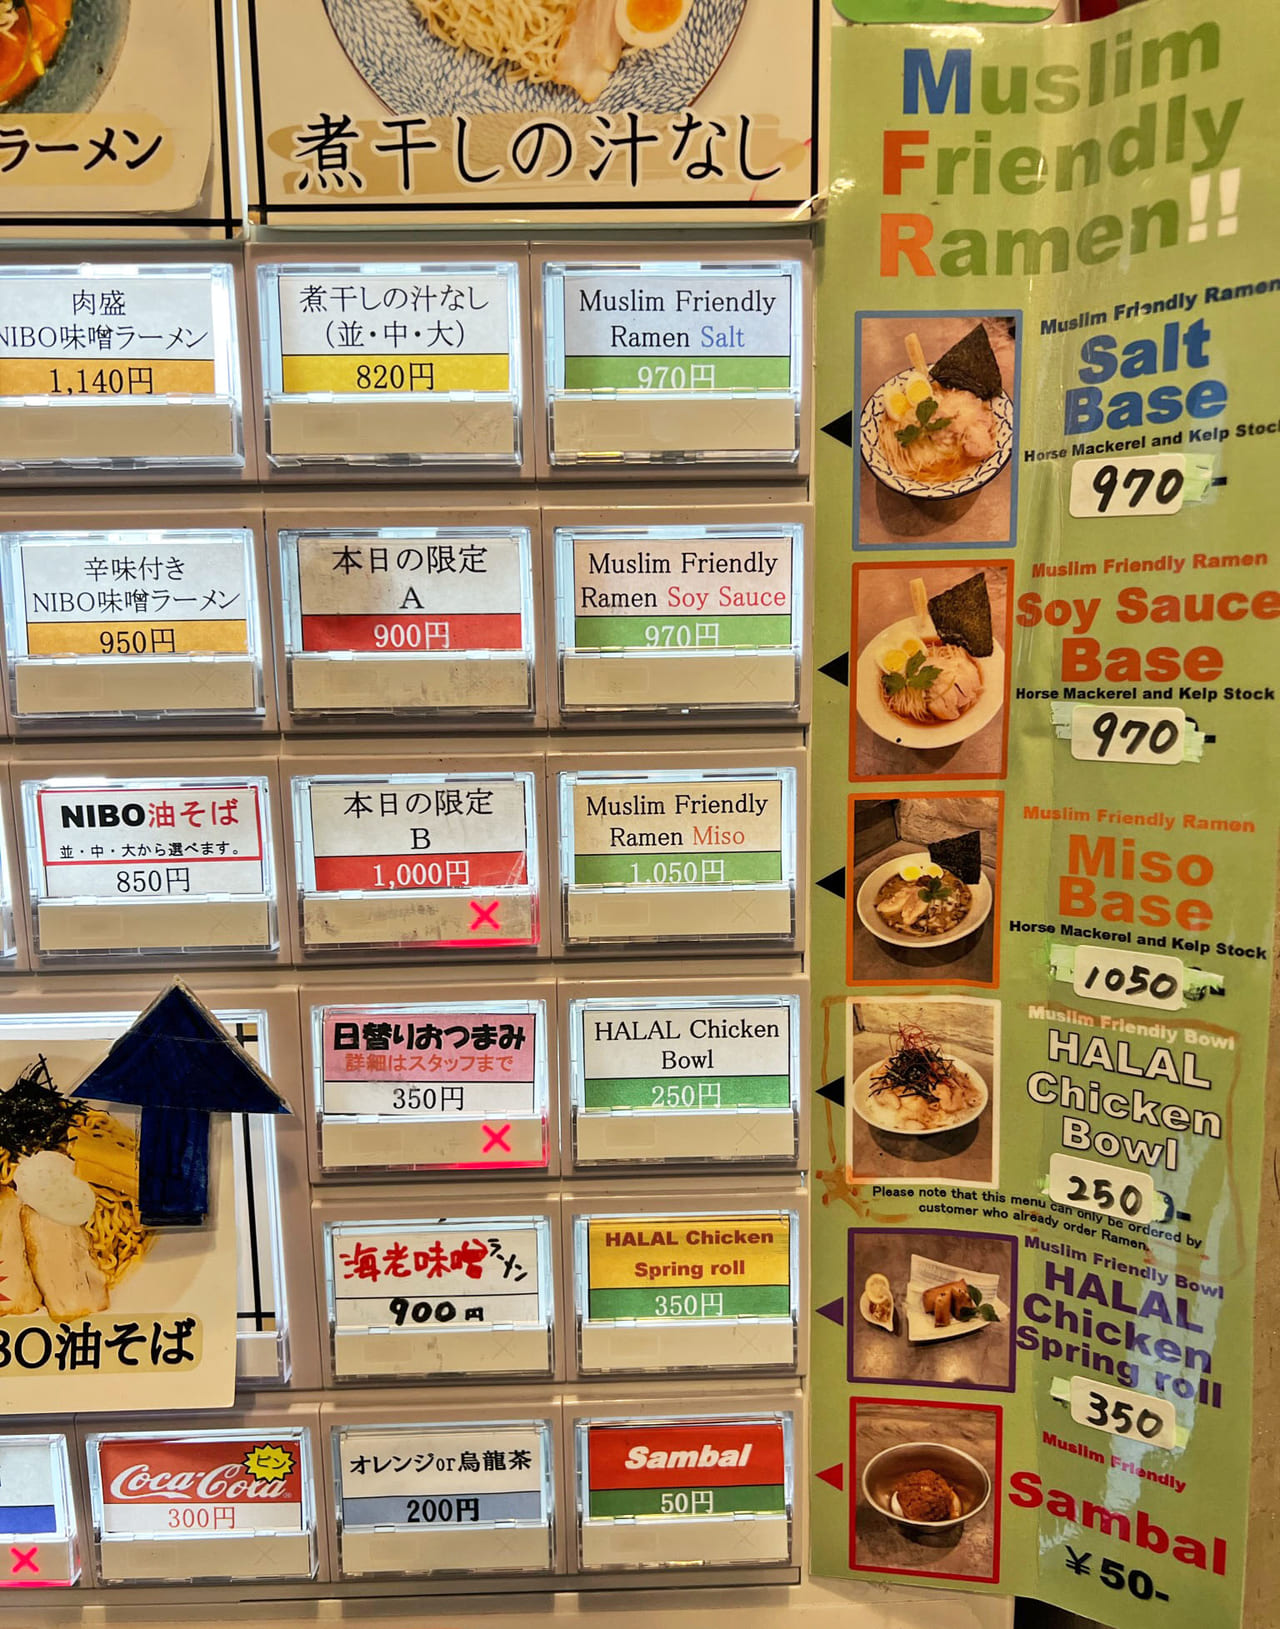 ラーメン
煮干しの汁なし
肉盛
NIBO味噌ラーメン
1,140円
煮干しの汁なし
(並・中・大)
820円
Muslim Friendly
Ramen Salt
970円
辛味付き
NIBO味噌ラーメン
950円
本日の限定
A
900円
Muslim Friendly
Ramen Soy Sauce
970円
NIBO油そば
並・中・大から選べます。
850円
本日の限定
B
1,000円
Muslim Friendly
Ramen Miso
1,050円
日替りおつまみ
詳細はスタッフまで
350円
HALAL Chicken
Bowl
250円
海老味噌ラーメン
900円
HALAL Chicken
Spring roll
350円
BO油そば
Coca-Cola
ビン
300円
オレンジor烏龍茶
200円
Sambal
50円
Muslim
Friendly
Ramen!!
Muslim Friendly Ramen
Salt
Base
Horse Mackerel and Kelp Stock
970-
Muslim Friendly Ramen
Soy Sauce
Base
Horse Mackerel and Kelp Stock
970-
Muslim Friendly Ramen
Miso
Base
Horse Mackerel and Kelp Stock
1050-
Muslim Friendly Bowl
HALAL
Chicken
Bowl
250-
Please note that this menu can only be ordered by
customer who already order Ramen.
Muslim Friendly Bowl
HALAL
Chicken
Spring roll
350
Muslim Friendly
Sambal
¥50-